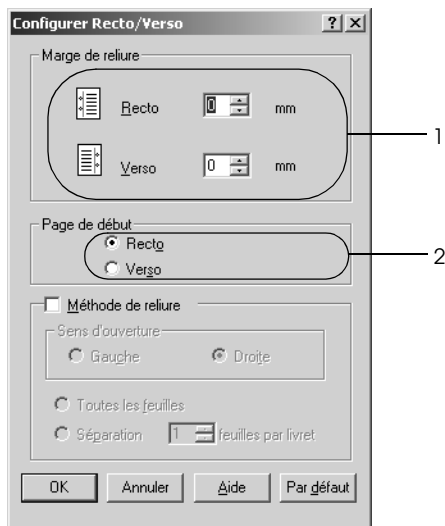 Configurer Recto/Verso
Marge de reliure
Recto 0 mm
1
Verso 0 mm
Page de début
Recto
2
Verso
Méthode de reliure
Sens d'ouverture
Gauche Droite
Toutes les feuilles
Séparation 1 feuilles par livret
OK Annuler Aide Par défaut